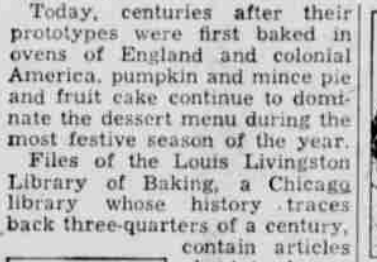 Today, centuries after their
prototypes were first baked in
ovens of England and colonial
America, pumpkin and mince pie
and fruit cake continue to domi-
nate the dessert menu during the
most festive season of the year.
Files of the Louis Livingston
Library of Baking, a Chicago
library whose history traces
back three-quarters of a century,
contain articles